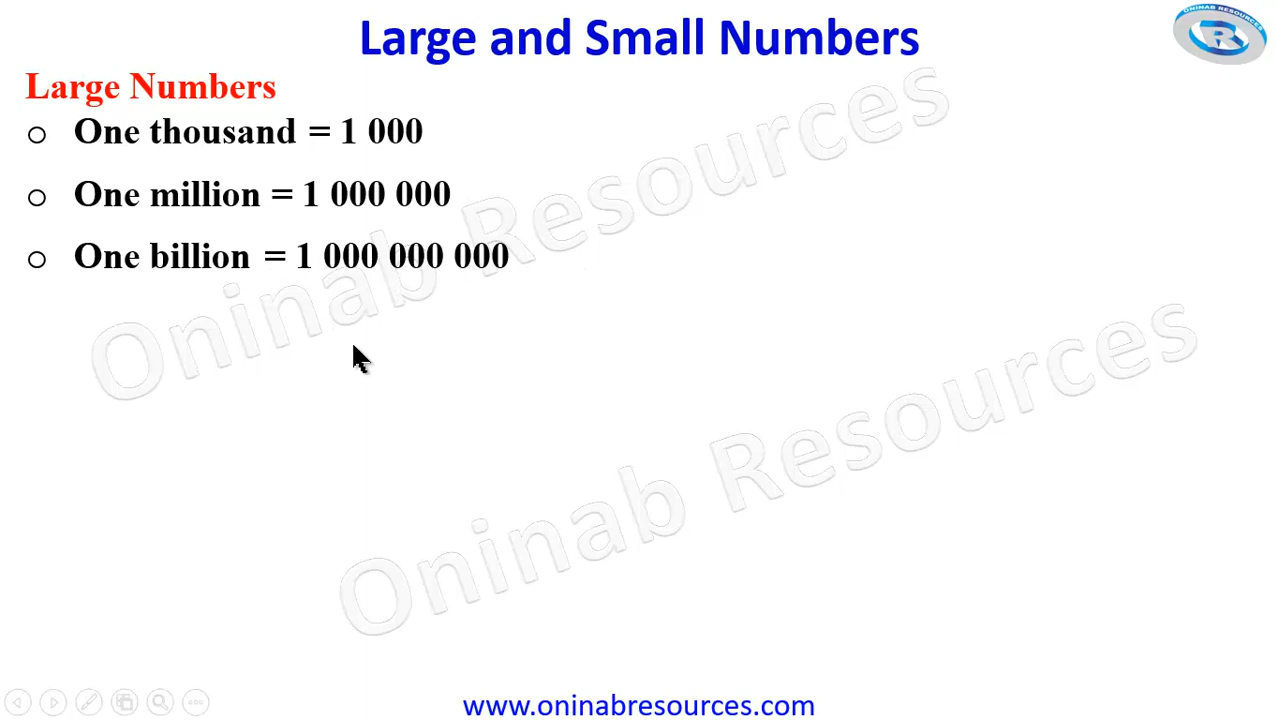 Large and Small Numbers
ONINAB RESOURCES
R
Large Numbers
One thousand = 1 000
One million = 1 000 000
One billion = 1 000 000 000
Oninab Resources
Oninab Resources
www.oninabresources.com